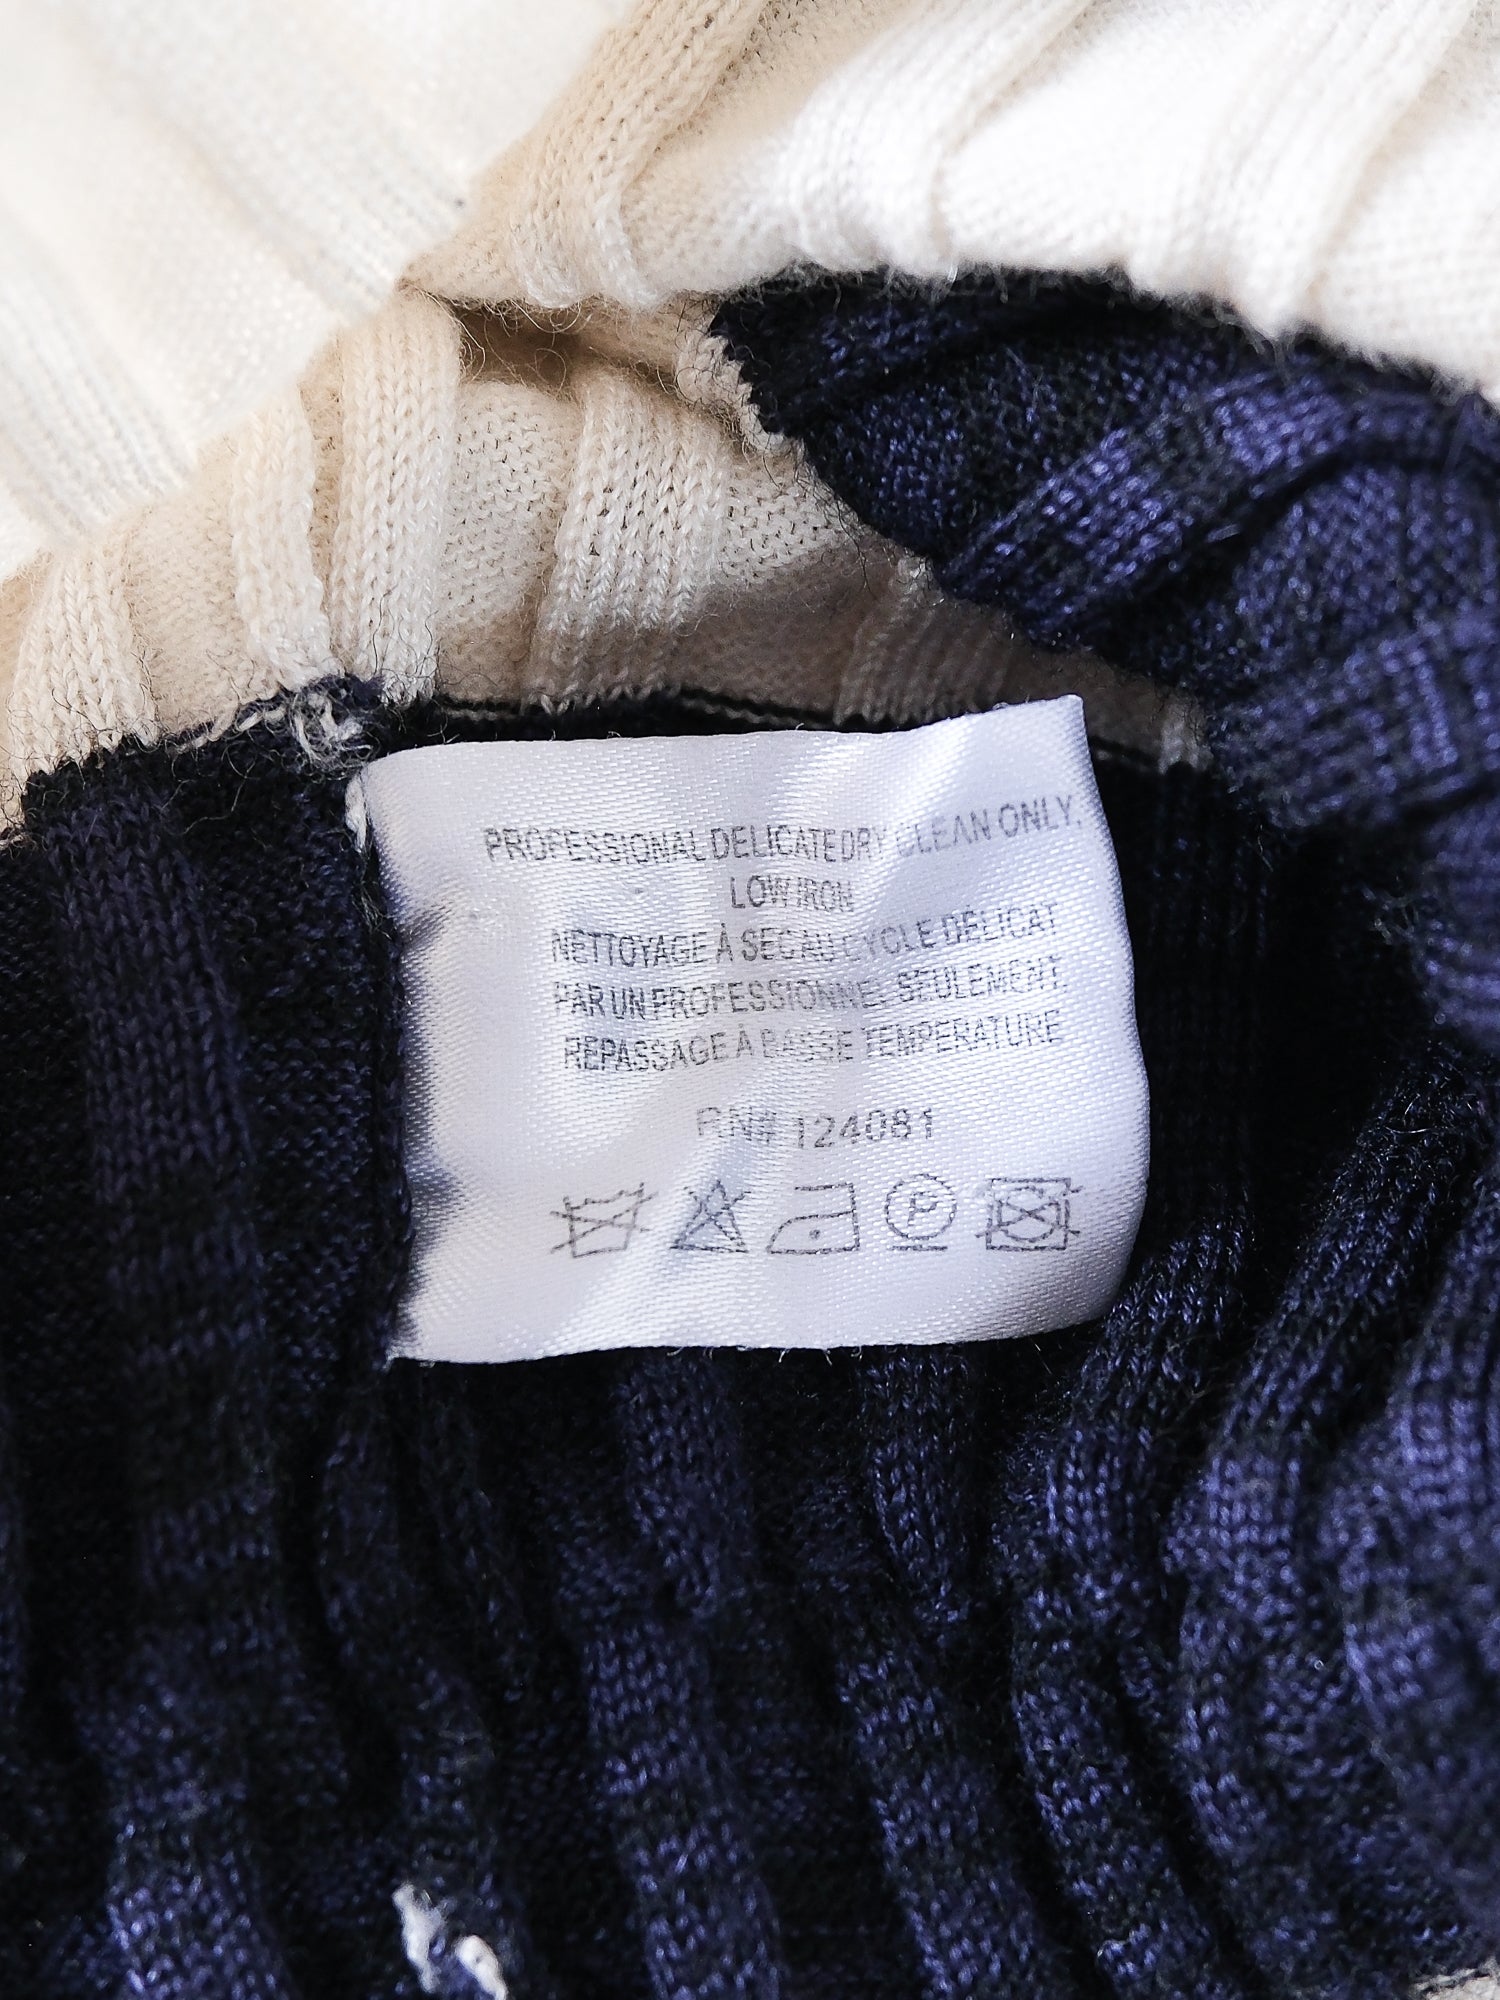 PROFESSIONAL DELICATE DRY CLEAN ONLY.
LOW IRON
NETTOYAGE À SEC AU CYCLE DÉLICAT
PAR UN PROFESSIONNEL SEULEMENT.
REPASSAGE À BASSE TEMPERATURE
RN# 124081
P